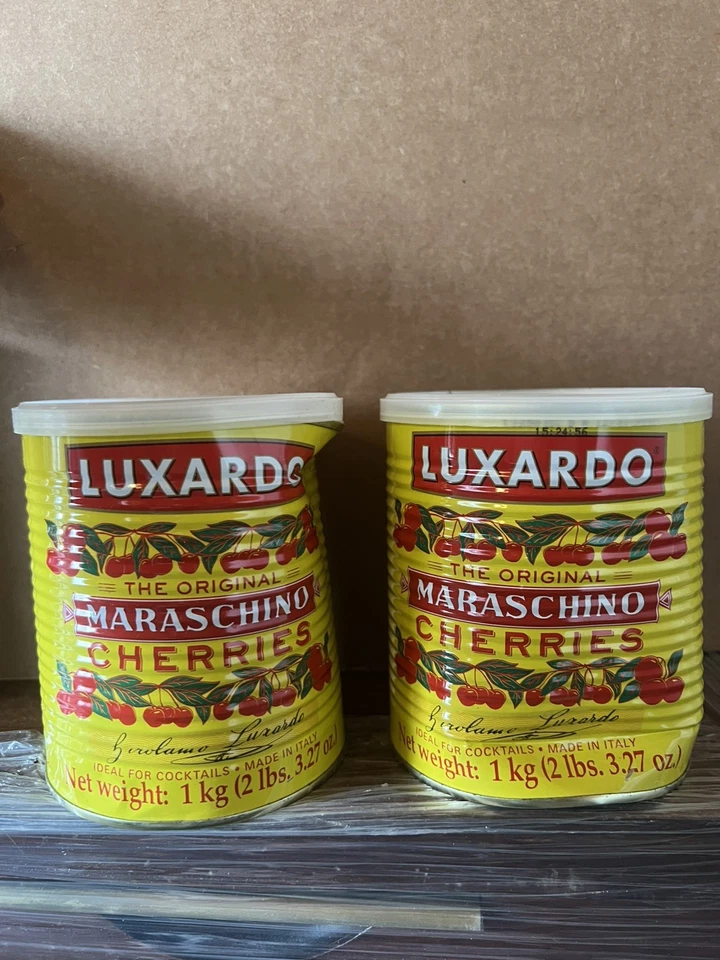 LUXARDO
THE ORIGINAL
MARASCHINO
CHERRIES
Girolamo Luxardo
IDEAL FOR COCKTAILS • MADE IN ITALY
Net weight: 1 kg (2 lbs. 3.27 oz.)
15:24:56
LUXARDO
THE ORIGINAL
MARASCHINO
CHERRIES
Girolamo Luxardo
IDEAL FOR COCKTAILS • MADE IN ITALY
Net weight: 1 kg (2 lbs. 3.27 oz.)